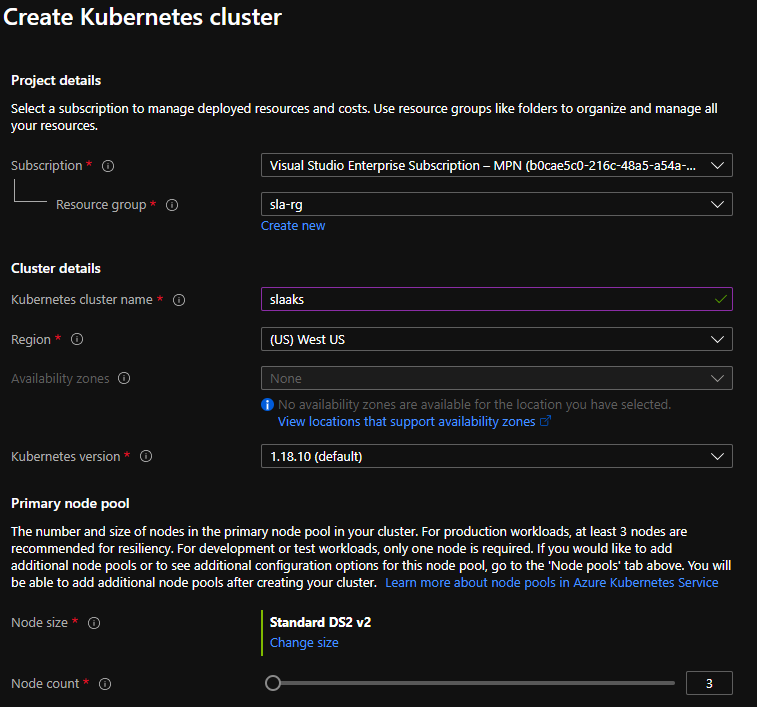 Create Kubernetes cluster
Project details
Select a subscription to manage deployed resources and costs. Use resource groups like folders to organize and manage all
your resources.
Subscription *
Visual Studio Enterprise Subscription – MPN (b0cae5c0-216c-48a5-a54a-...
Resource group *
sla-rg
Create new
Cluster details
Kubernetes cluster name *
slaaks
Region *
(US) West US
Availability zones
None
No availability zones are available for the location you have selected.
View locations that support availability zones
Kubernetes version *
1.18.10 (default)
Primary node pool
The number and size of nodes in the primary node pool in your cluster. For production workloads, at least 3 nodes are
recommended for resiliency. For development or test workloads, only one node is required. If you would like to add
additional node pools or to see additional configuration options for this node pool, go to the 'Node pools' tab above. You will
be able to add additional node pools after creating your cluster. Learn more about node pools in Azure Kubernetes Service
Node size *
Standard DS2 v2
Change size
Node count *
3